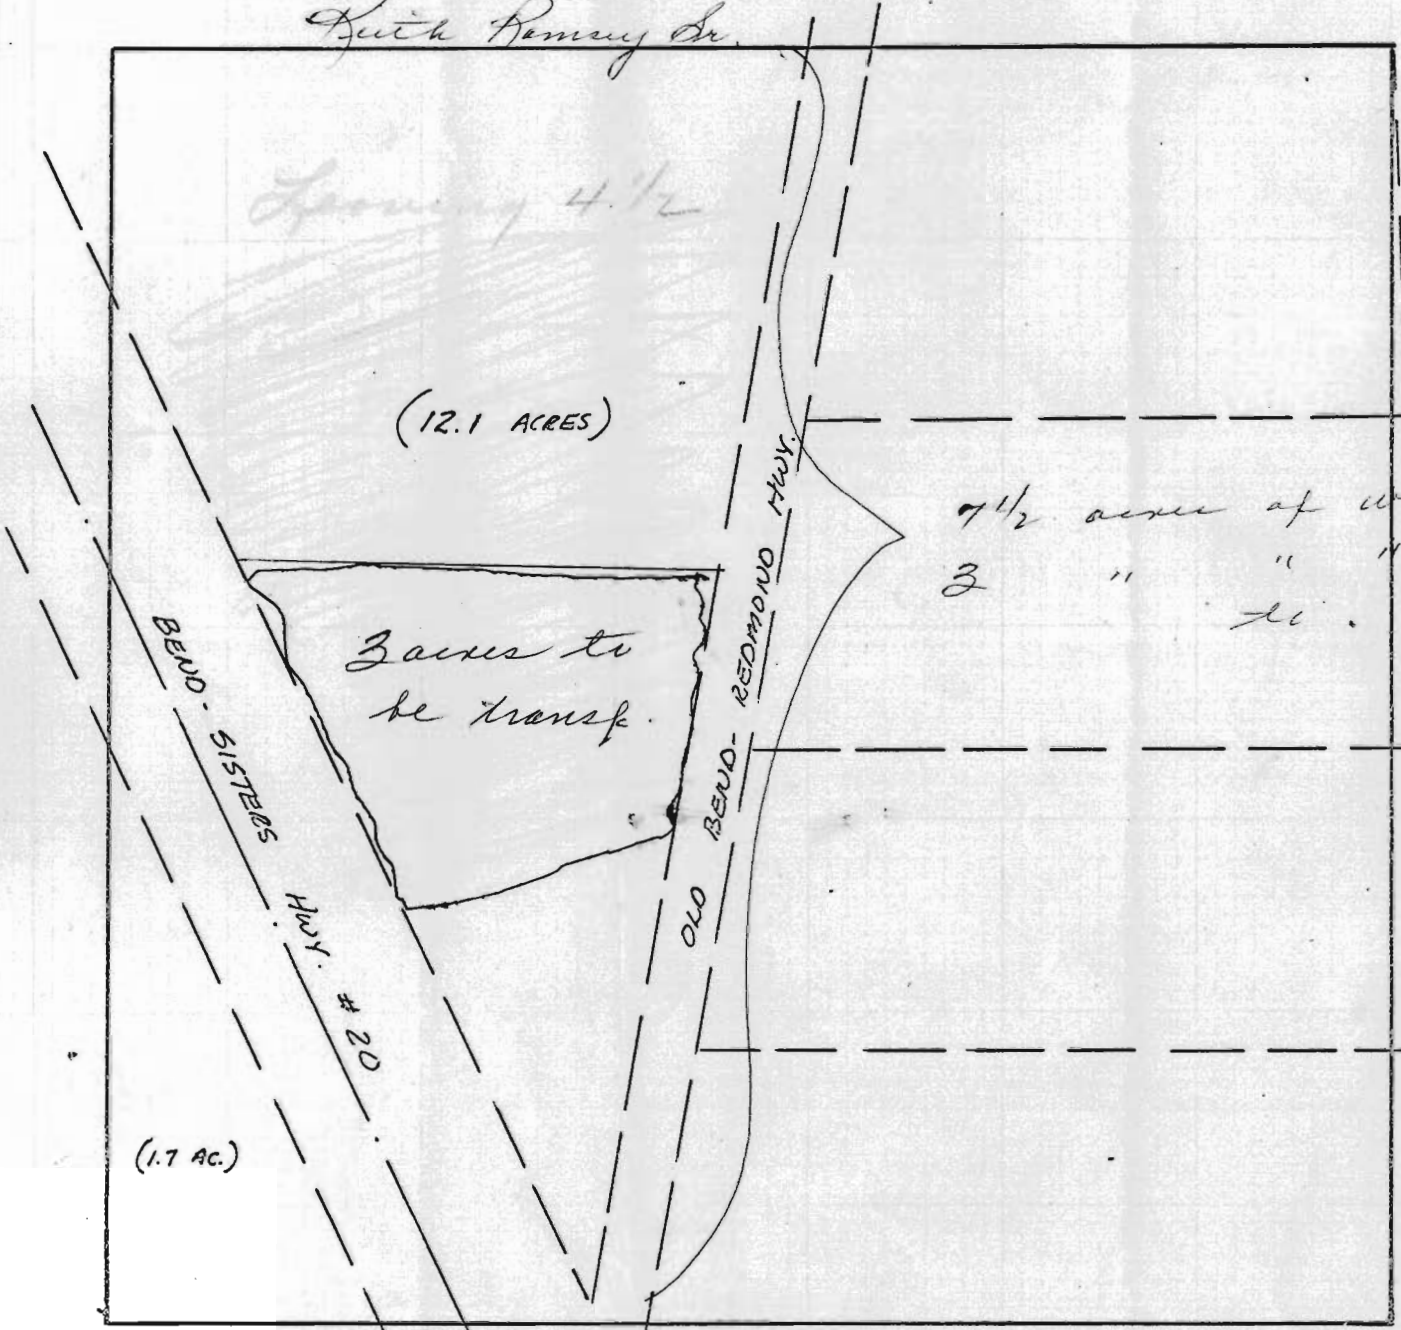 Keith Ramsey Sr.
Leaving 4 1/2
(12.1 ACRES)
7 1/2 acres of w
3 " " "
3 acres to
be transf.
OLD BEND-REDMOND HWY.
BEND-SISTERS HWY. #20
(1.7 AC.)